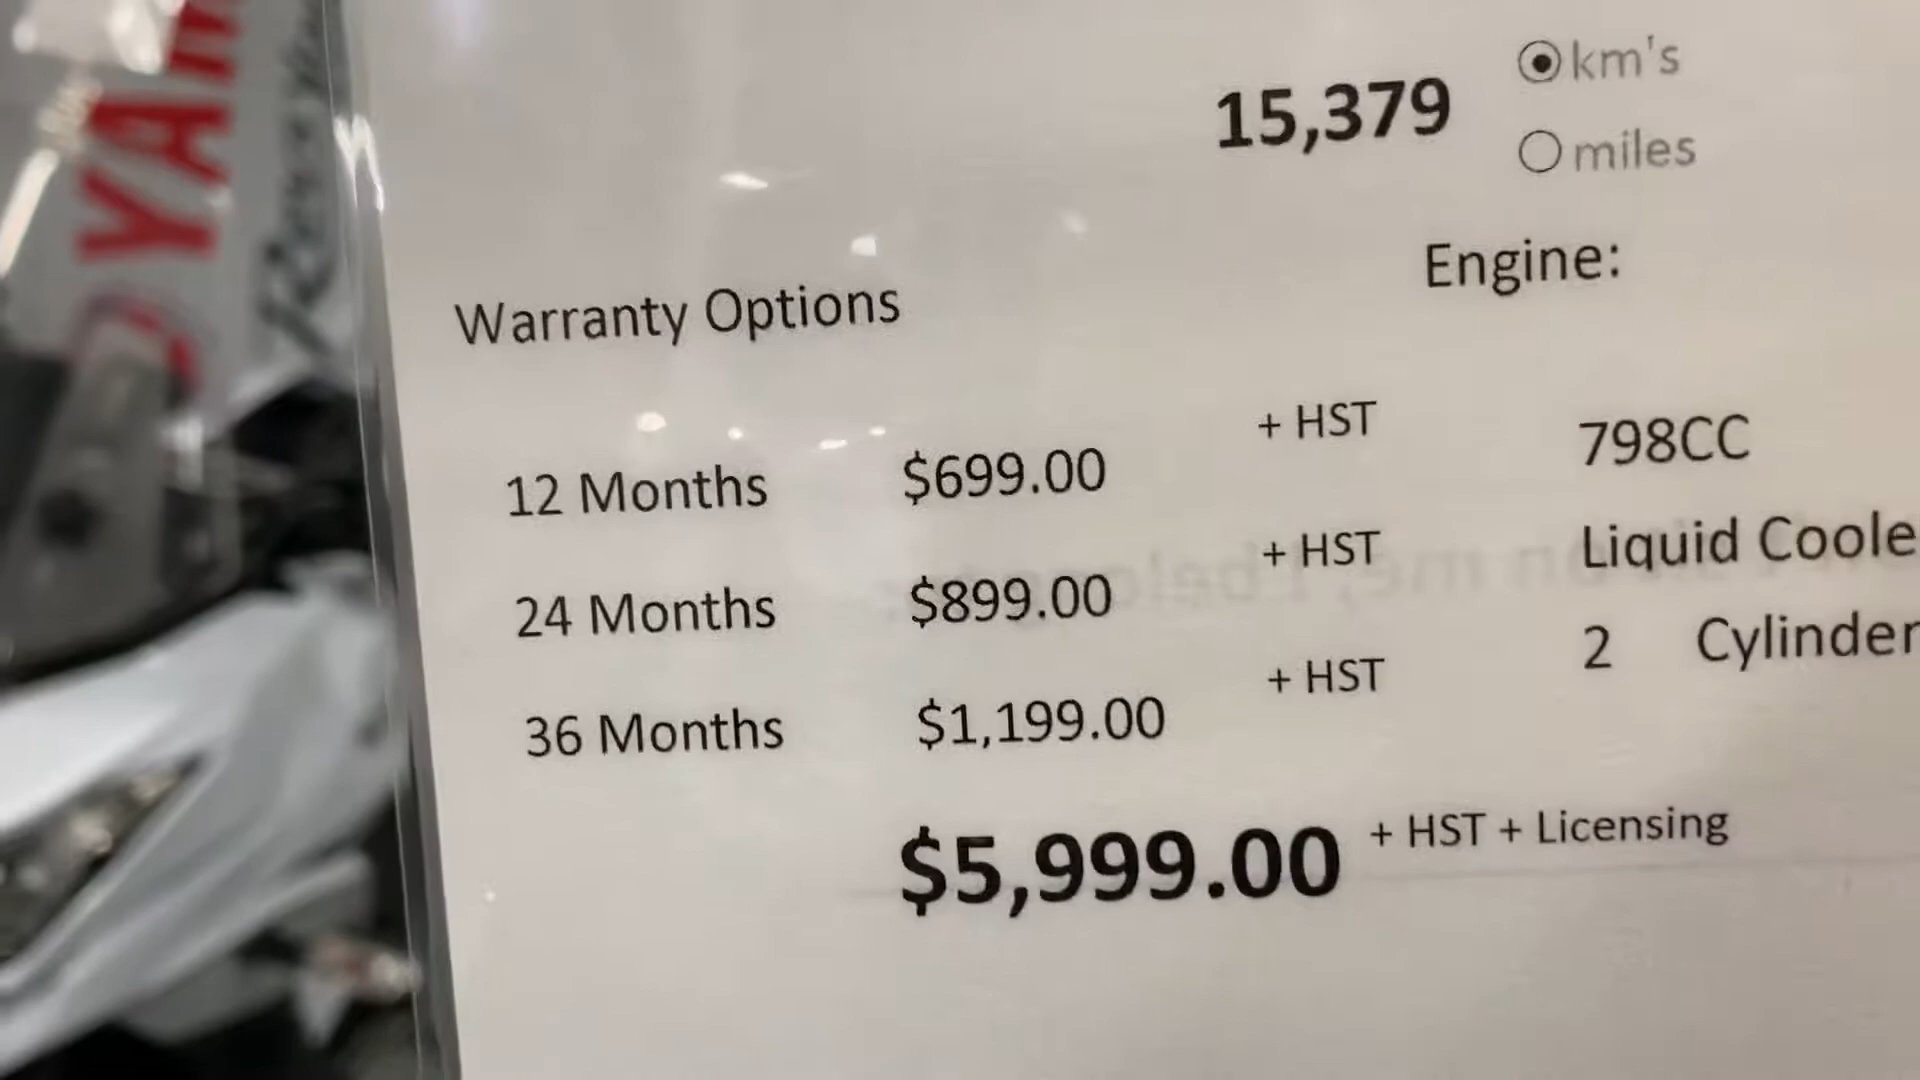 15,379 km's
miles
Engine:
Warranty Options
12 Months $699.00 + HST
798CC
24 Months $899.00 + HST
Liquid Coole
36 Months $1,199.00 + HST
2 Cylinder
$5,999.00 + HST + Licensing
YAM